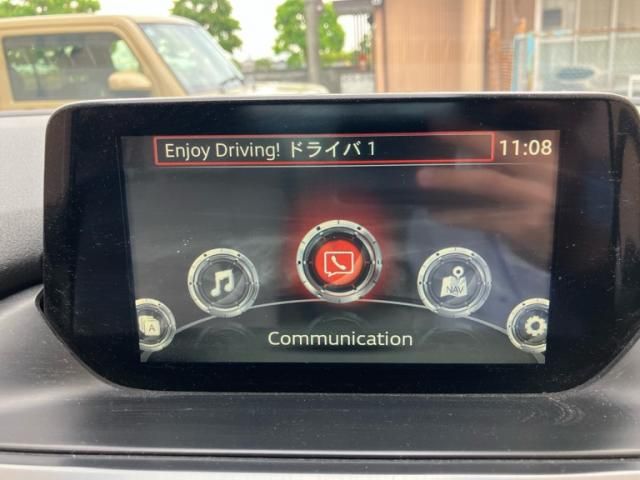 Enjoy Driving! ドライバ 1
11:08
A
NAV
Communication